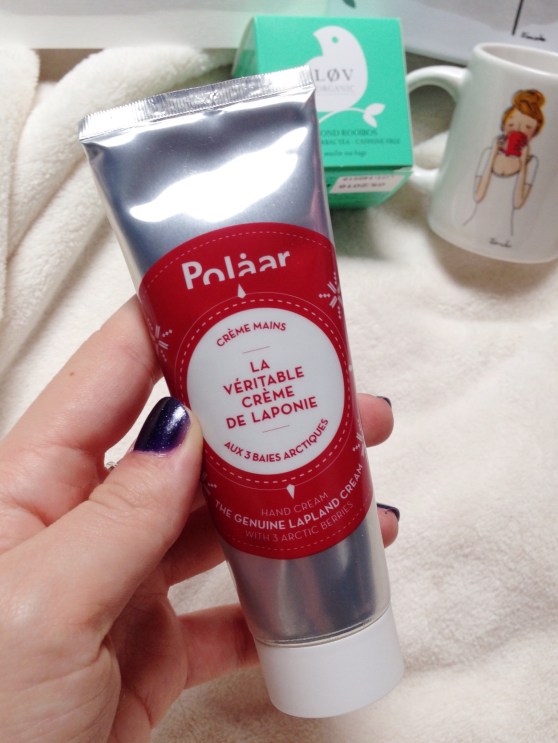 LØV
ORGANIC
ROOIBOS
Polåar
CRÈME MAINS
LA
VÉRITABLE
CRÈME
DE LAPONIE
AUX 3 BAIES ARCTIQUES
HAND CREAM
THE GENUINE LAPLAND CREAM
WITH 3 ARCTIC BERRIES